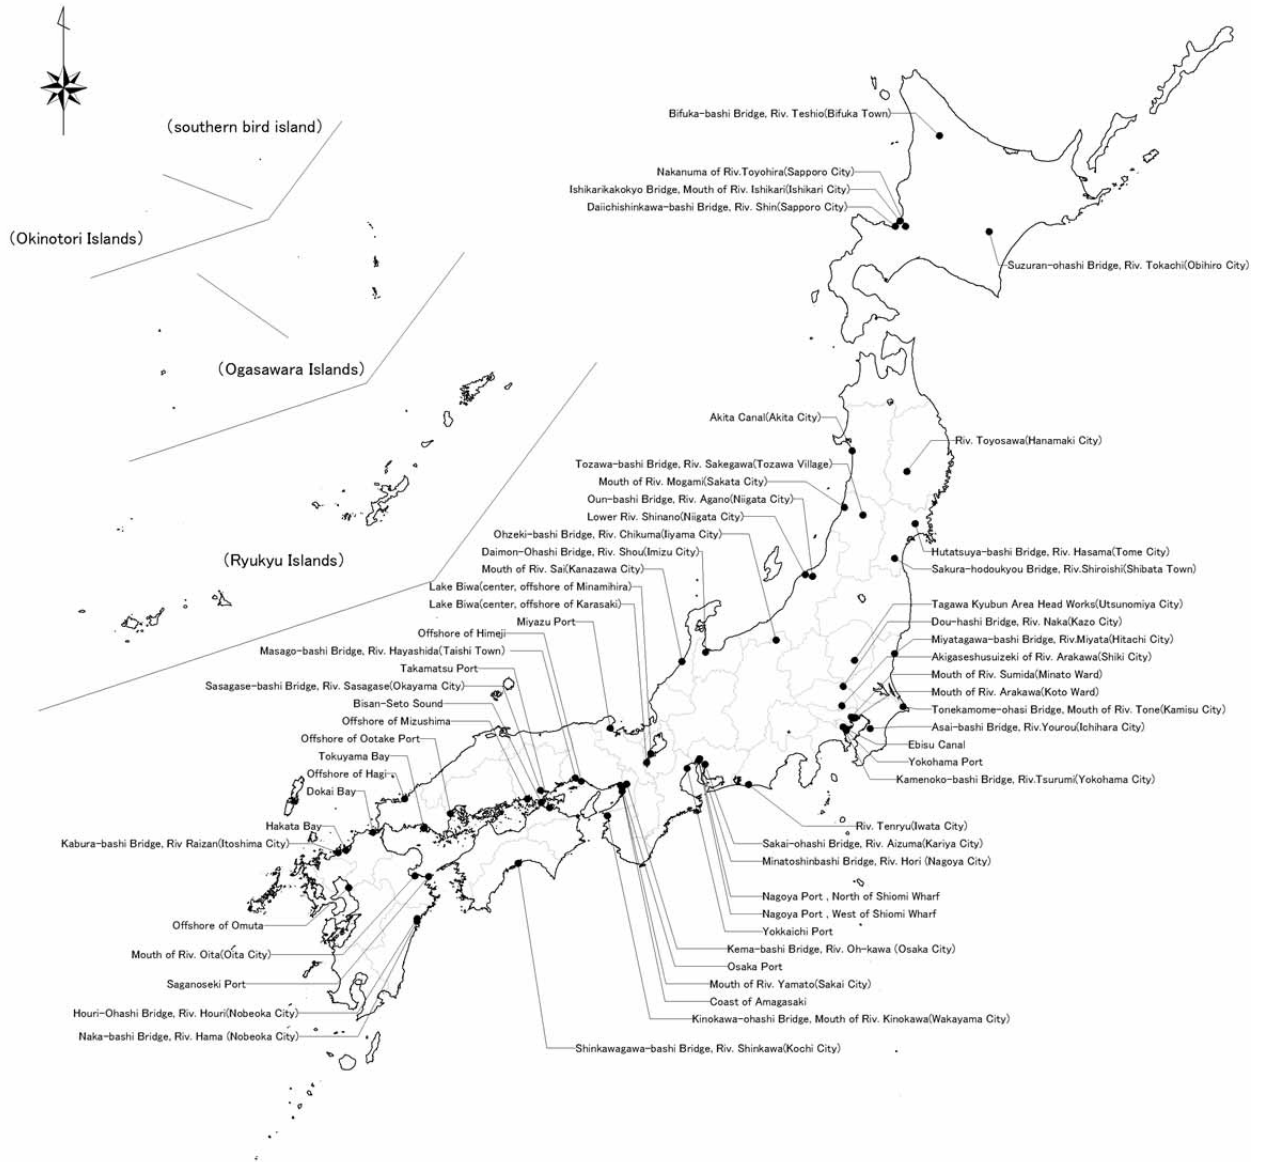 (southern bird island)
(Okinotori Islands)
(Ogasawara Islands)
(Ryukyu Islands)
Bifuka-bashi Bridge, Riv. Teshio(Bifuka Town)
Nakanuma of Riv.Toyohira(Sapporo City)
Ishikarikakokyo Bridge, Mouth of Riv. Ishikari(Ishikari City)
Daiichishinkawa-bashi Bridge, Riv. Shin(Sapporo City)
Suzuran-ohashi Bridge, Riv. Tokachi(Obihiro City)
Akita Canal(Akita City)
Riv. Toyosawa(Hanamaki City)
Tozawa-bashi Bridge, Riv. Sakegawa(Tozawa Village)
Mouth of Riv. Mogami(Sakata City)
Oun-bashi Bridge, Riv. Agano(Niigata City)
Lower Riv. Shinano(Niigata City)
Ohzeki-bashi Bridge, Riv. Chikuma(Iiyama City)
Daimon-Ohashi Bridge, Riv. Shou(Imizu City)
Mouth of Riv. Sai(Kanazawa City)
Lake Biwa(center, offshore of Minamihira)
Lake Biwa(center, offshore of Karasaki)
Miyazu Port
Offshore of Himeji
Masago-bashi Bridge, Riv. Hayashida(Taishi Town)
Takamatsu Port
Sasagase-bashi Bridge, Riv. Sasagase(Okayama City)
Bisan-Seto Sound
Offshore of Mizushima
Offshore of Ootake Port
Tokuyama Bay
Offshore of Hagi
Dokai Bay
Hakata Bay
Kabura-bashi Bridge, Riv Raizan(Itoshima City)
Offshore of Omuta
Mouth of Riv. Oita(Oita City)
Saganoseki Port
Houri-Ohashi Bridge, Riv. Houri(Nobeoka City)
Naka-bashi Bridge, Riv. Hama (Nobeoka City)
Hutatsuya-bashi Bridge, Riv. Hasama(Tome City)
Sakura-hodoukyou Bridge, Riv.Shiroishi(Shibata Town)
Tagawa Kyubun Area Head Works(Utsunomiya City)
Dou-hashi Bridge, Riv. Naka(Kazo City)
Miyatagawa-bashi Bridge, Riv.Miyata(Hitachi City)
Akigaseshusuizeki of Riv. Arakawa(Shiki City)
Mouth of Riv. Sumida(Minato Ward)
Mouth of Riv. Arakawa(Koto Ward)
Tonekamome-ohasi Bridge, Mouth of Riv. Tone(Kamisu City)
Asai-bashi Bridge, Riv.Yourou(Ichihara City)
Ebisu Canal
Yokohama Port
Kamenoko-bashi Bridge, Riv.Tsurumi(Yokohama City)
Riv. Tenryu(Iwata City)
Sakai-ohashi Bridge, Riv. Aizuma(Kariya City)
Minatoshinbashi Bridge, Riv. Hori (Nagoya City)
Nagoya Port , North of Shiomi Wharf
Nagoya Port , West of Shiomi Wharf
Yokkaichi Port
Kema-bashi Bridge, Riv. Oh-kawa (Osaka City)
Osaka Port
Mouth of Riv. Yamato(Sakai City)
Coast of Amagasaki
Kinokawa-ohashi Bridge, Mouth of Riv. Kinokawa(Wakayama City)
Shinkawagawa-bashi Bridge, Riv. Shinkawa(Kochi City)